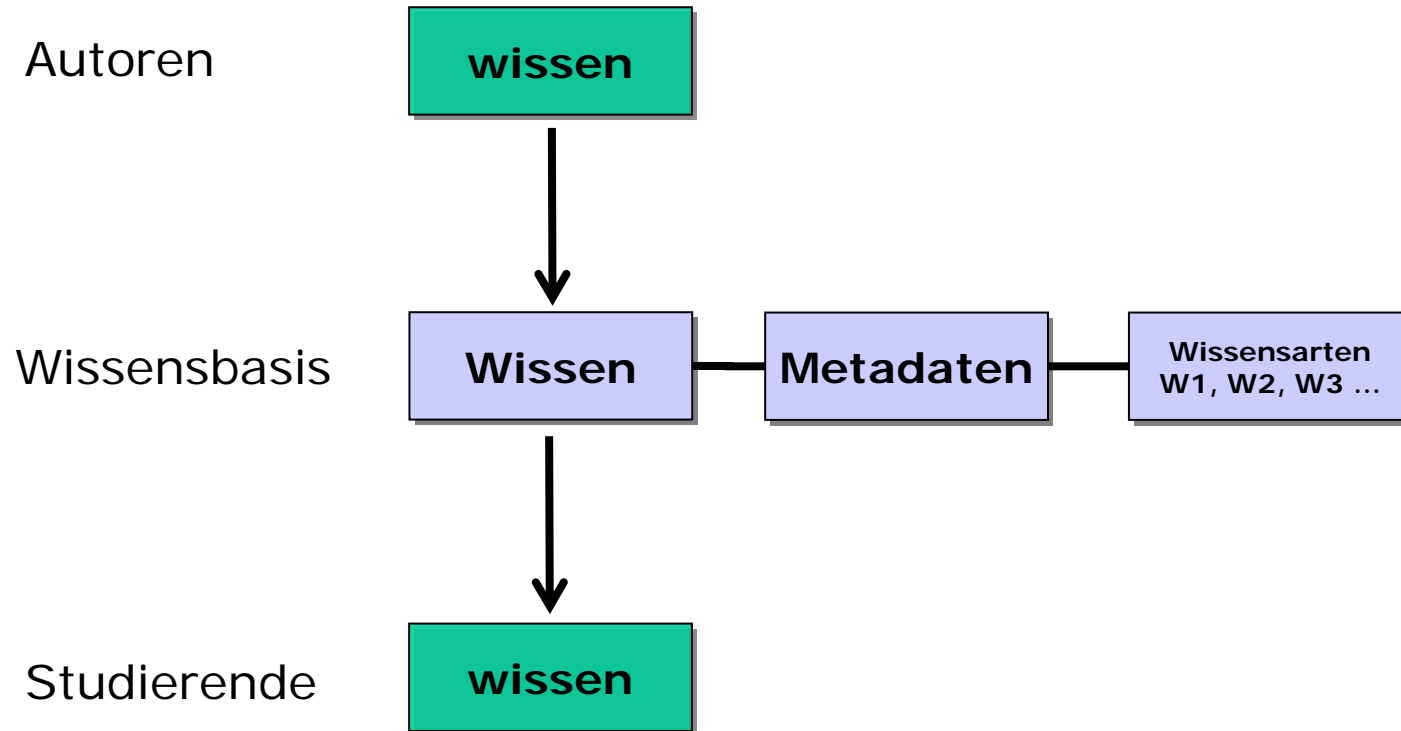 Autoren
wissen
Wissensbasis
Wissen
Metadaten
Wissensarten
W1, W2, W3 ...
Studierende
wissen